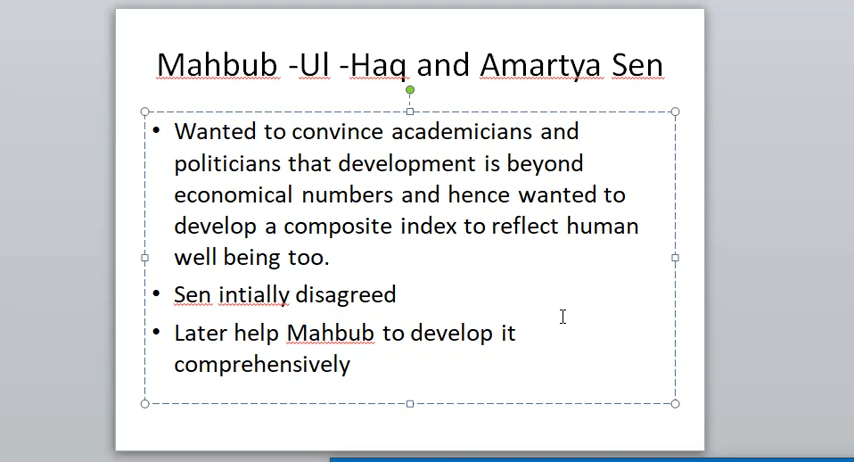 Mahbub -Ul -Haq and Amartya Sen
• Wanted to convince academicians and
politicians that development is beyond
economical numbers and hence wanted to
develop a composite index to reflect human
well being too.
• Sen intially disagreed
• Later help Mahbub to develop it
comprehensively